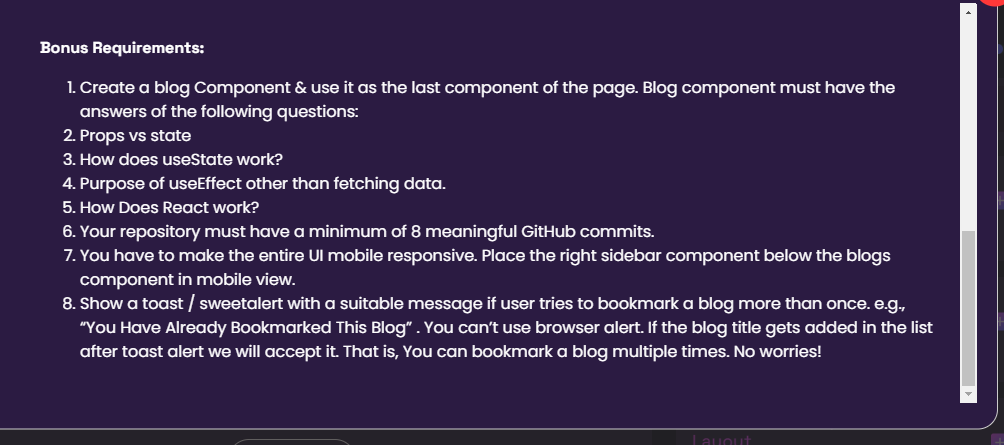 Bonus Requirements:
1. Create a blog Component & use it as the last component of the page. Blog component must have the
answers of the following questions:
2. Props vs state
3. How does useState work?
4. Purpose of useEffect other than fetching data.
5. How Does React work?
6. Your repository must have a minimum of 8 meaningful GitHub commits.
7. You have to make the entire UI mobile responsive. Place the right sidebar component below the blogs
component in mobile view.
8. Show a toast / sweetalert with a suitable message if user tries to bookmark a blog more than once. e.g.,
“You Have Already Bookmarked This Blog” . You can’t use browser alert. If the blog title gets added in the list
after toast alert we will accept it. That is, You can bookmark a blog multiple times. No worries!
Layout